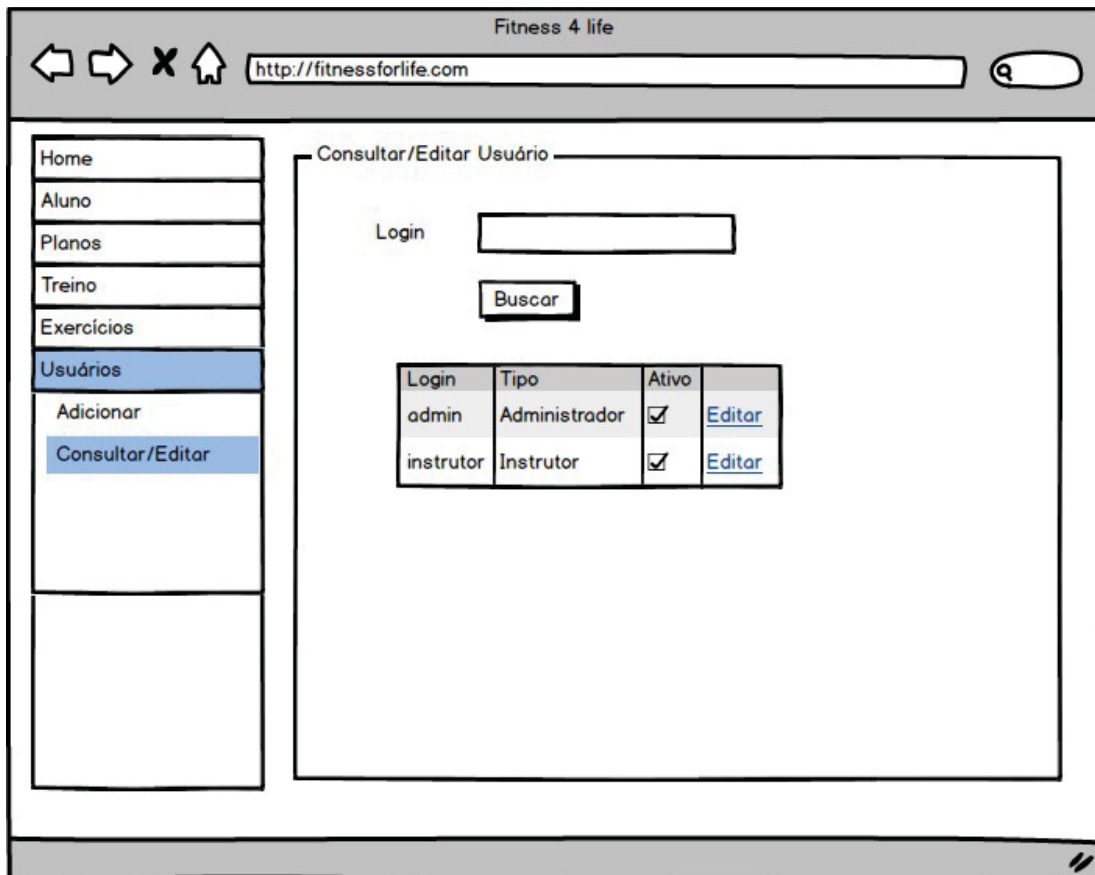 Fitness 4 life
http://fitnessforlife.com
Home
Aluno
Planos
Treino
Exercícios
Usuários
Adicionar
Consultar/Editar
Consultar/Editar Usuário
Login
Buscar
Login Tipo Ativo
admin Administrador Editar
instrutor Instrutor Editar